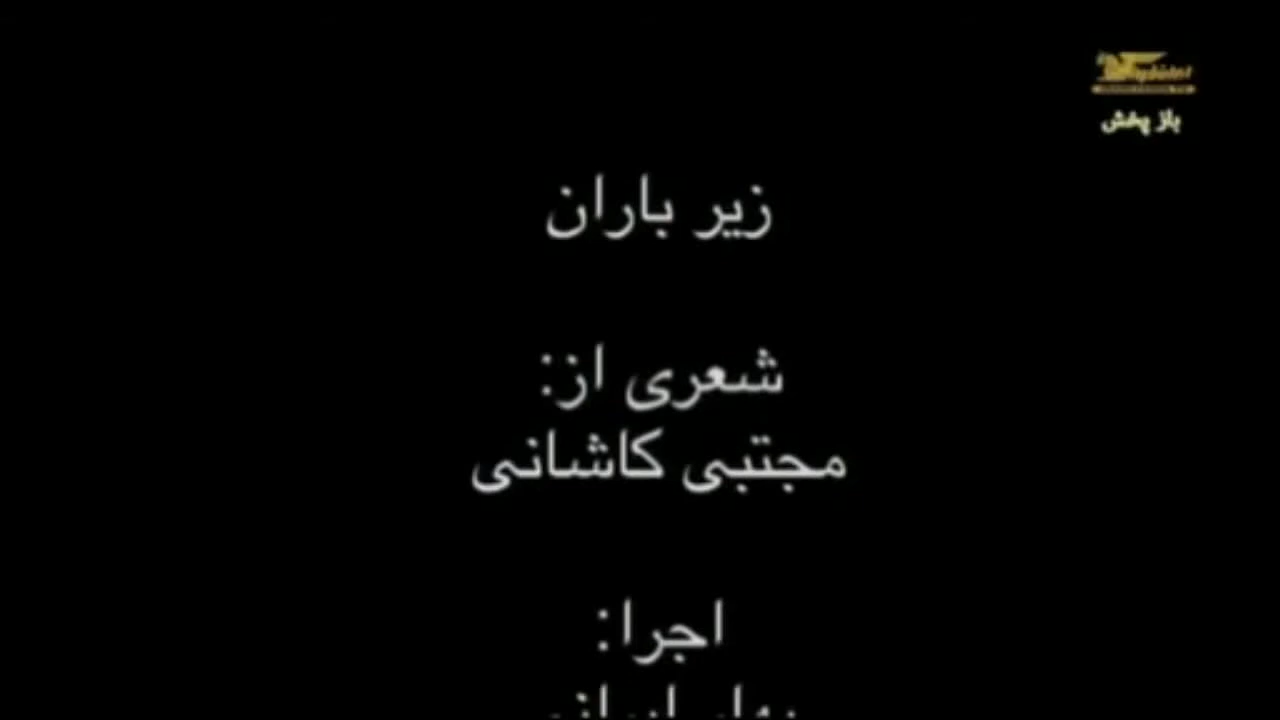 باز پخش
زیر باران
شعری از:
مجتبی کاشانی
اجرا: